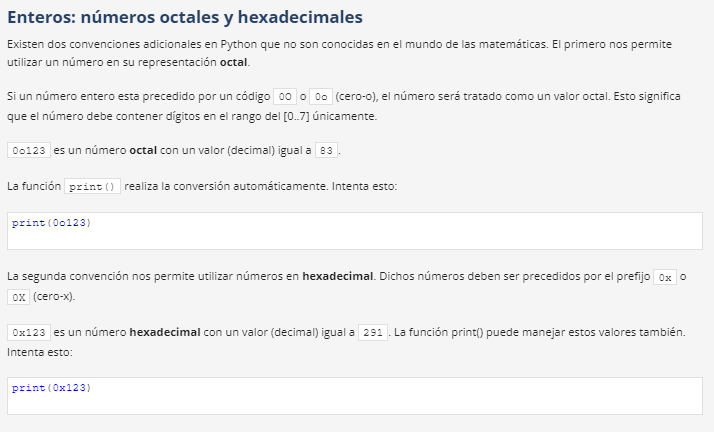 Enteros: números octales y hexadecimales
Existen dos convenciones adicionales en Python que no son conocidas en el mundo de las matemáticas. El primero nos permite
utilizar un número en su representación octal.
Si un número entero esta precedido por un código 0O o 0o (cero-o), el número será tratado como un valor octal. Esto significa
que el número debe contener dígitos en el rango del [0..7] únicamente.
0o123 es un número octal con un valor (decimal) igual a 83.
La función print() realiza la conversión automáticamente. Intenta esto:
print(0o123)
La segunda convención nos permite utilizar números en hexadecimal. Dichos números deben ser precedidos por el prefijo 0x o
0X (cero-x).
0x123 es un número hexadecimal con un valor (decimal) igual a 291. La función print() puede manejar estos valores también.
Intenta esto:
print(0x123)